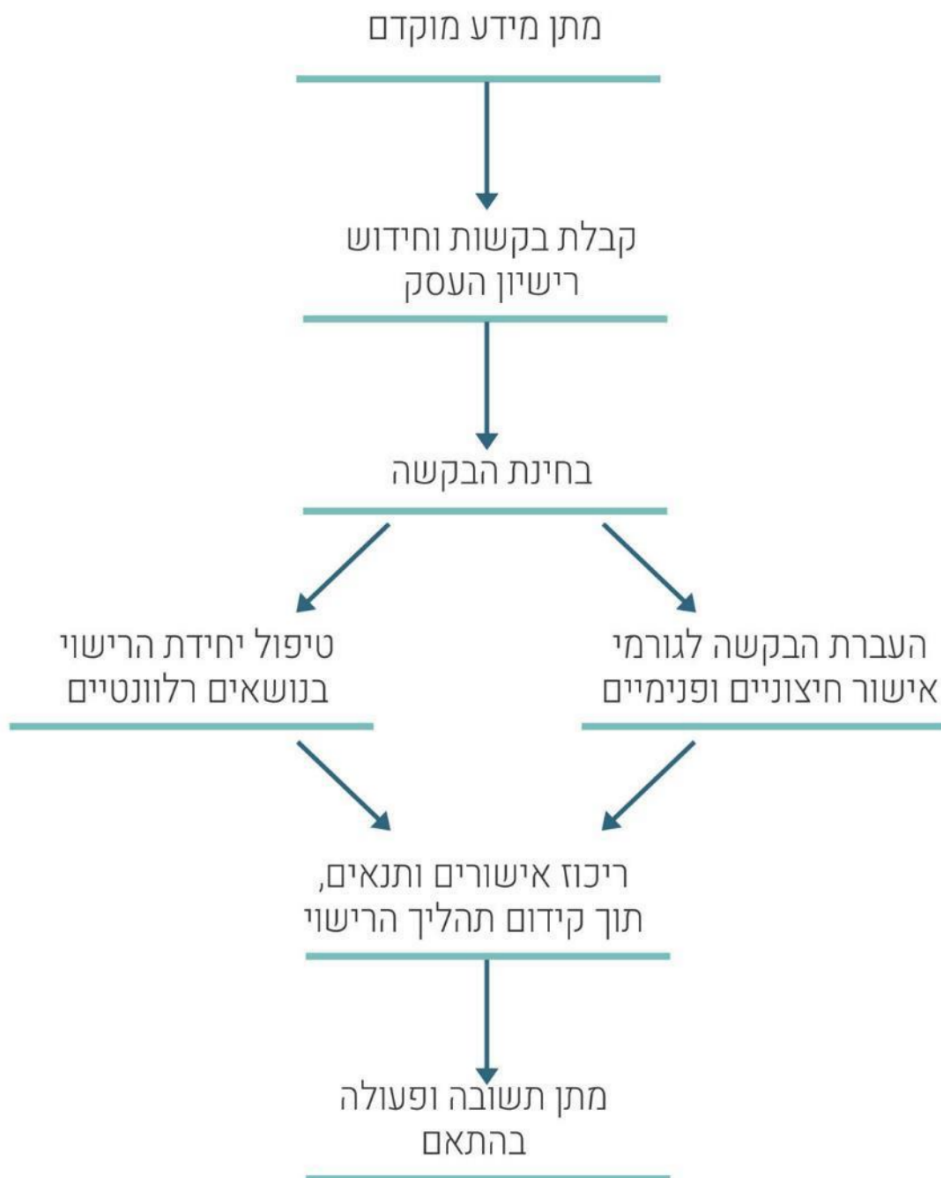 מתן מידע מוקדם
קבלת בקשות וחידוש
רישיון העסק
בחינת הבקשה
העברת הבקשה לגורמי
אישור חיצוניים ופנימיים
טיפול יחידת הרישוי
בנושאים רלוונטיים
ריכוז אישורים ותנאים,
תוך קידום תהליך הרישוי
מתן תשובה ופעולה
בהתאם